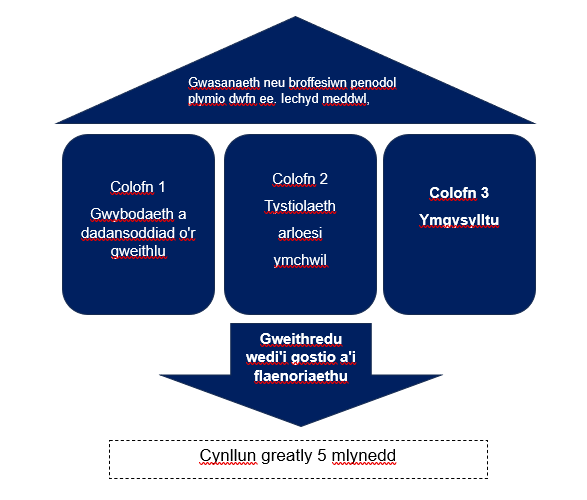 Gwasanaeth neu broffesiwn penodol
plymio dwfn ee. Iechyd meddwl,
Colofn 1
Gwybodaeth a
dadansoddiad o'r
gweithlu
Colofn 2
Tystiolaeth
arloesi
ymchwil
Colofn 3
Ymgysylltu
Gweithredu
wedi'i gostio a'i
flaenoriaethu
Cynllun greatly 5 mlynedd